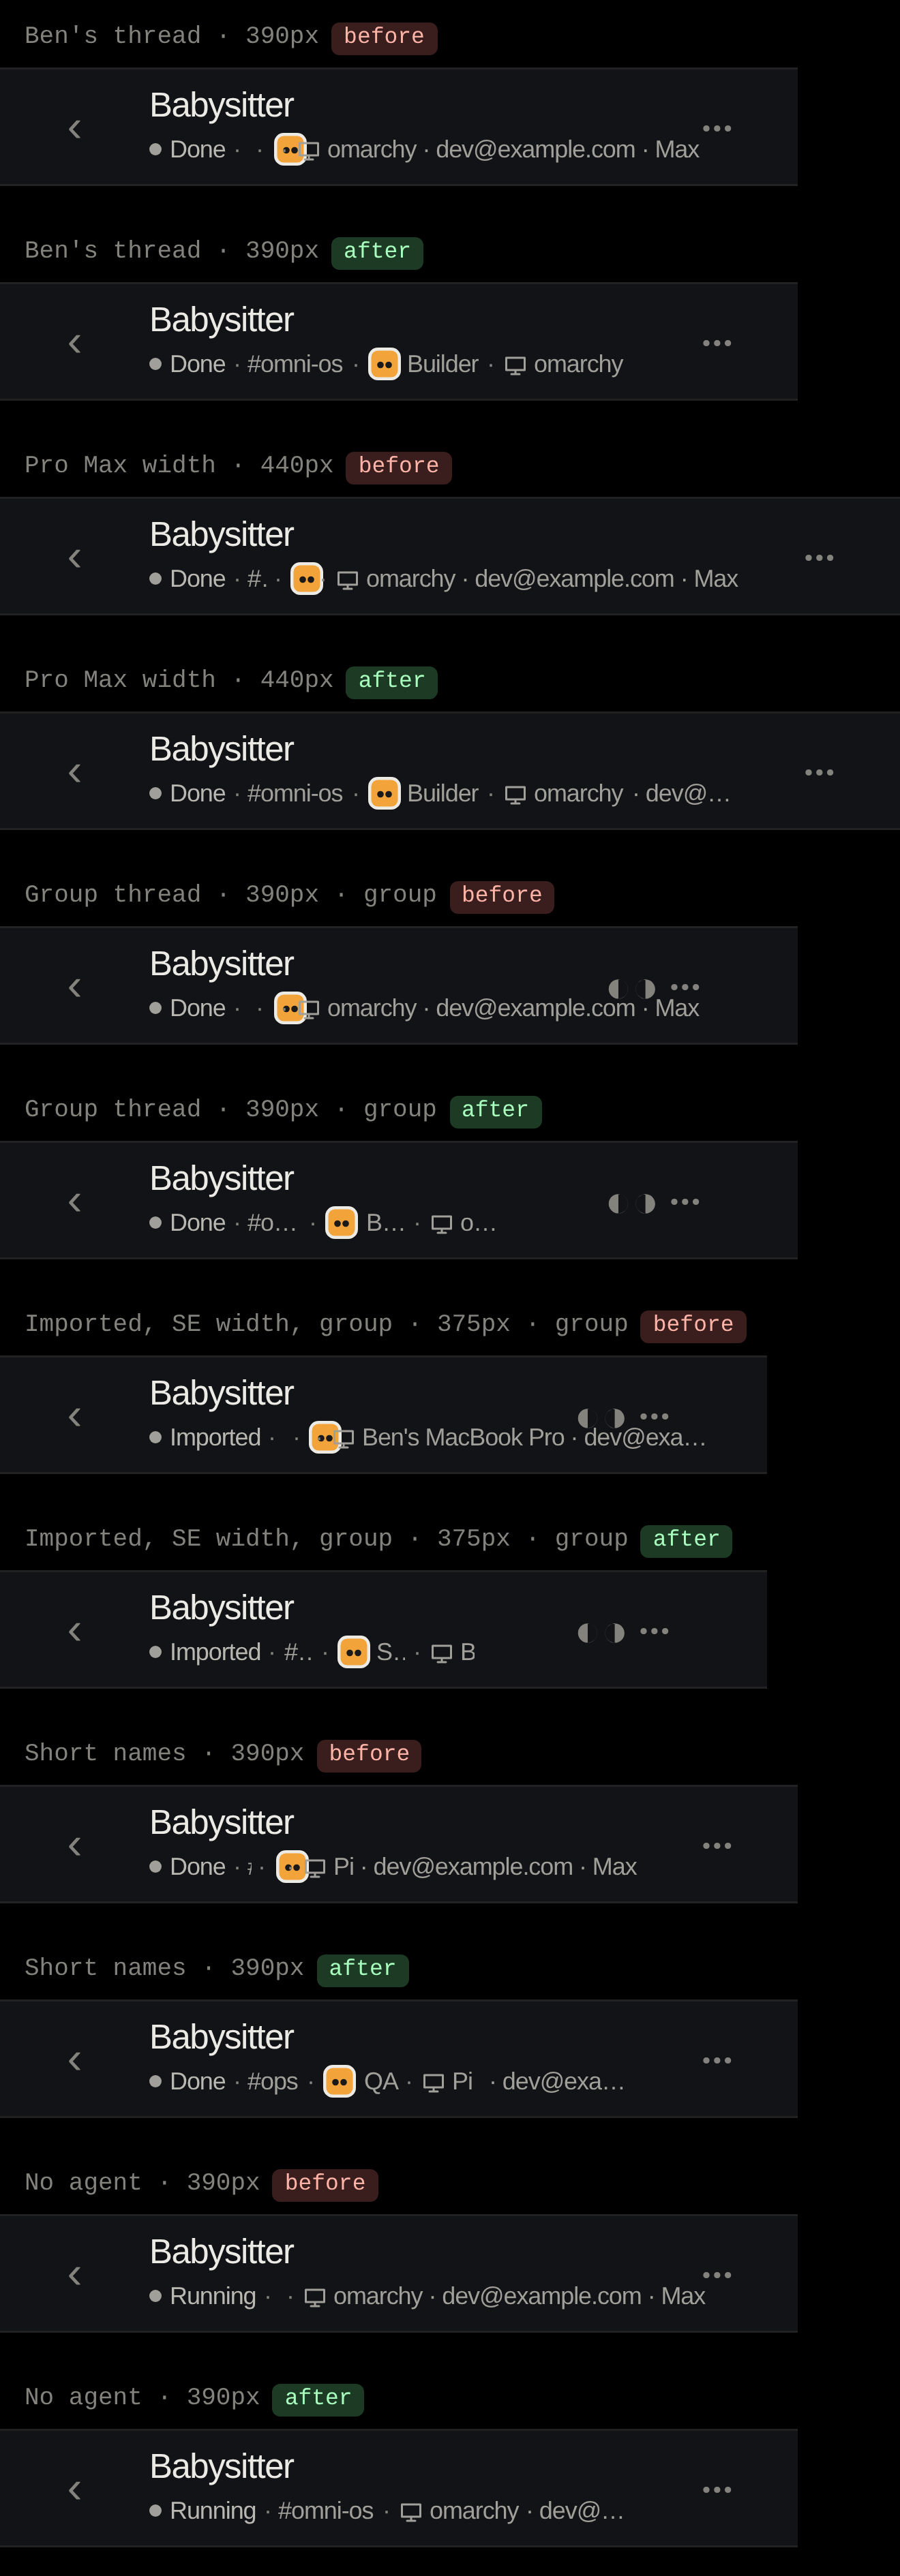 Ben's thread · 390px before
Babysitter
Done · · omarchy · dev@example.com · Max
Ben's thread · 390px after
Babysitter
Done · #omni-os · Builder · omarchy
Pro Max width · 440px before
Babysitter
Done · #. · omarchy · dev@example.com · Max
Pro Max width · 440px after
Babysitter
Done · #omni-os · Builder · omarchy · dev@…
Group thread · 390px · group before
Babysitter
Done · · omarchy · dev@example.com · Max
Group thread · 390px · group after
Babysitter
Done · #o… · B… · o…
Imported, SE width, group · 375px · group before
Babysitter
Imported · · Ben's MacBook Pro · dev@exa…
Imported, SE width, group · 375px · group after
Babysitter
Imported · #.. · S.. · B
Short names · 390px before
Babysitter
Done · · Pi · dev@example.com · Max
Short names · 390px after
Babysitter
Done · #ops · QA · Pi · dev@exa…
No agent · 390px before
Babysitter
Running · · omarchy · dev@example.com · Max
No agent · 390px after
Babysitter
Running · #omni-os · omarchy · dev@…